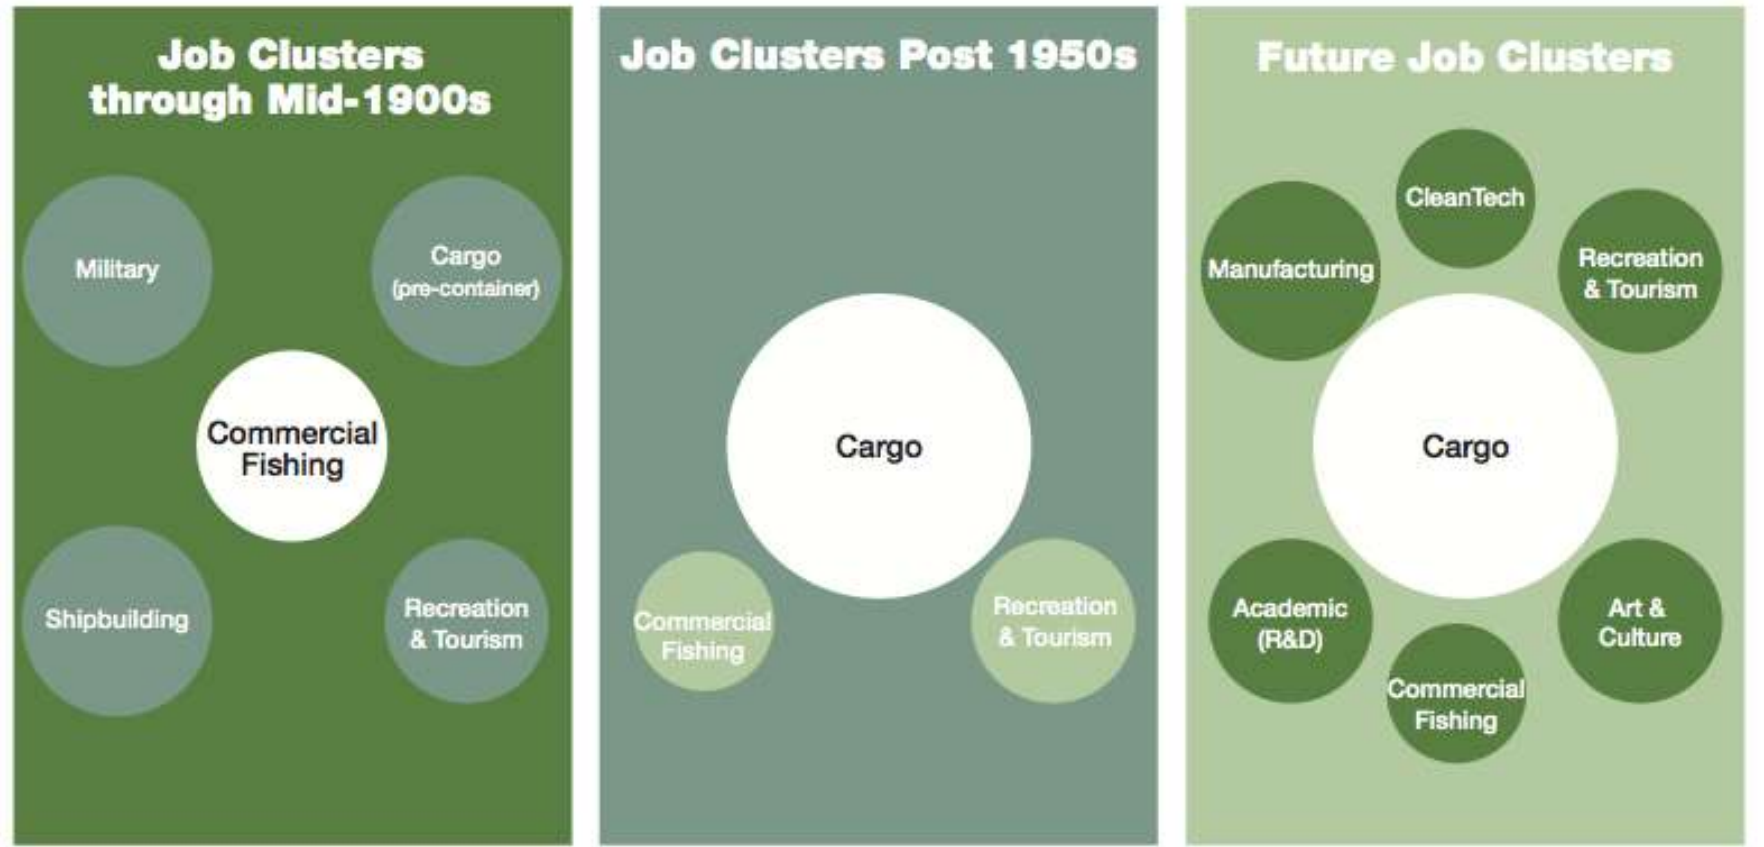 Job Clusters
through Mid-1900s
Military
Cargo
(pre-container)
Commercial
Fishing
Shipbuilding
Recreation
& Tourism
Job Clusters Post 1950s
Cargo
Commercial
Fishing
Recreation
& Tourism
Future Job Clusters
CleanTech
Manufacturing
Recreation
& Tourism
Cargo
Academic
(R&D)
Art &
Culture
Commercial
Fishing